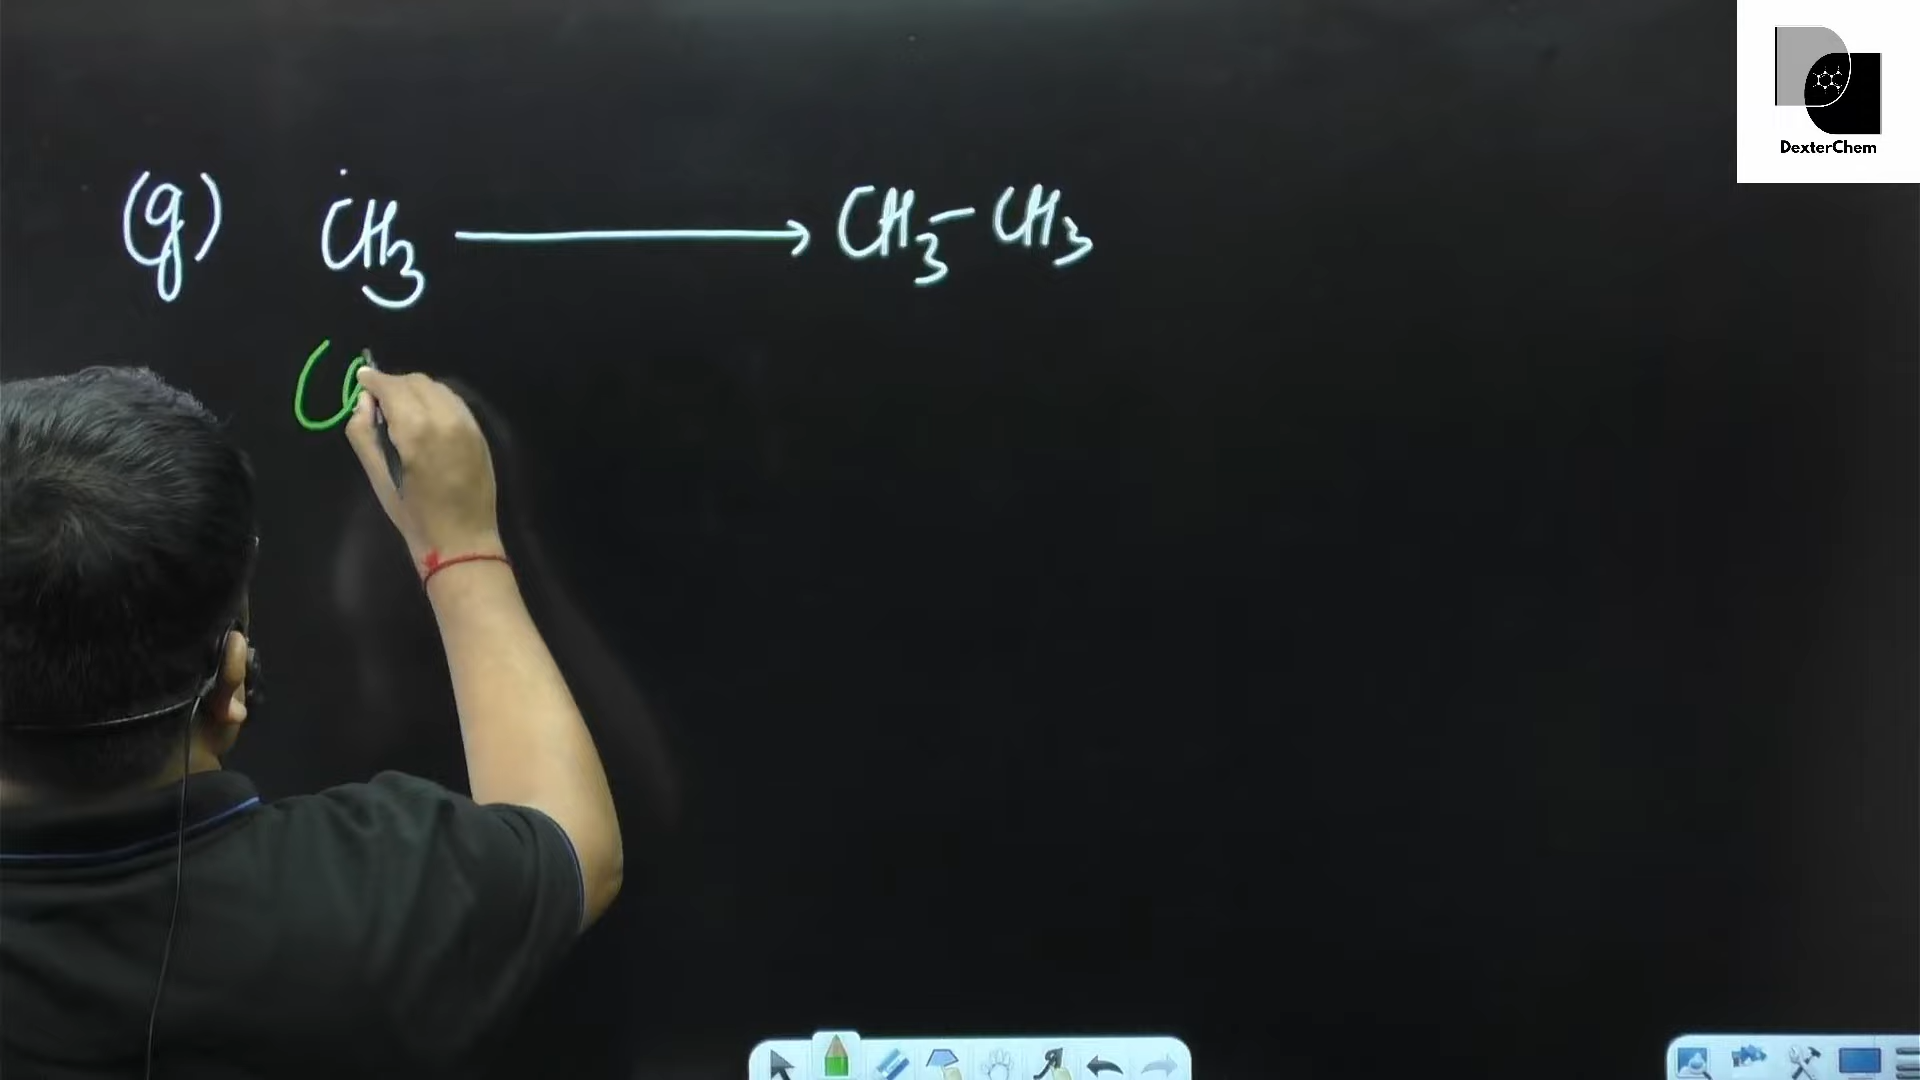 DexterChem
(g) ĊH₃ ⟶ CH₃–CH₃